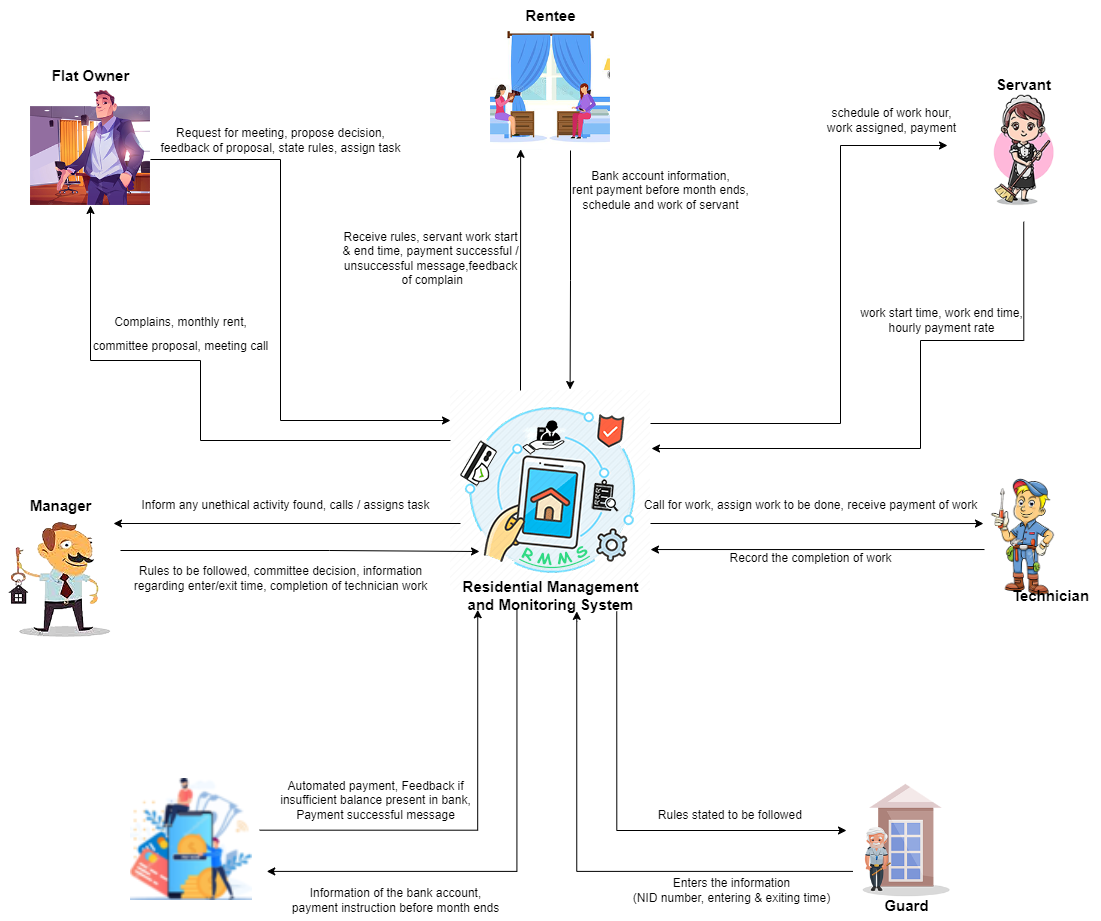 Rentee
Flat Owner
Servant
Request for meeting, propose decision,
feedback of proposal, state rules, assign task
schedule of work hour,
work assigned, payment
Bank account information,
rent payment before month ends,
schedule and work of servant
Receive rules, servant work start
& end time, payment successful /
unsuccessful message,feedback
of complain
Complains, monthly rent,
committee proposal, meeting call
work start time, work end time,
hourly payment rate
Manager
Inform any unethical activity found, calls / assigns task
Rules to be followed, committee decision, information
regarding enter/exit time, completion of technician work
RMMS
Residential Management
and Monitoring System
Call for work, assign work to be done, receive payment of work
Record the completion of work
Technician
Automated payment, Feedback if
insufficient balance present in bank,
Payment successful message
Information of the bank account,
payment instruction before month ends
Rules stated to be followed
Enters the information
(NID number, entering & exiting time)
Guard